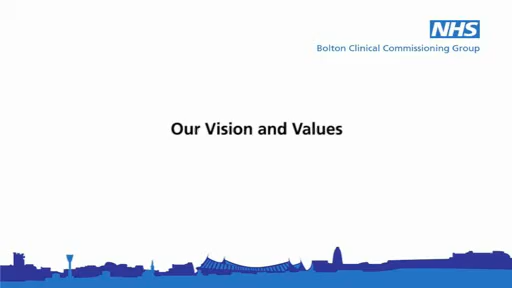 NHS
Bolton Clinical Commissioning Group
Our Vision and Values